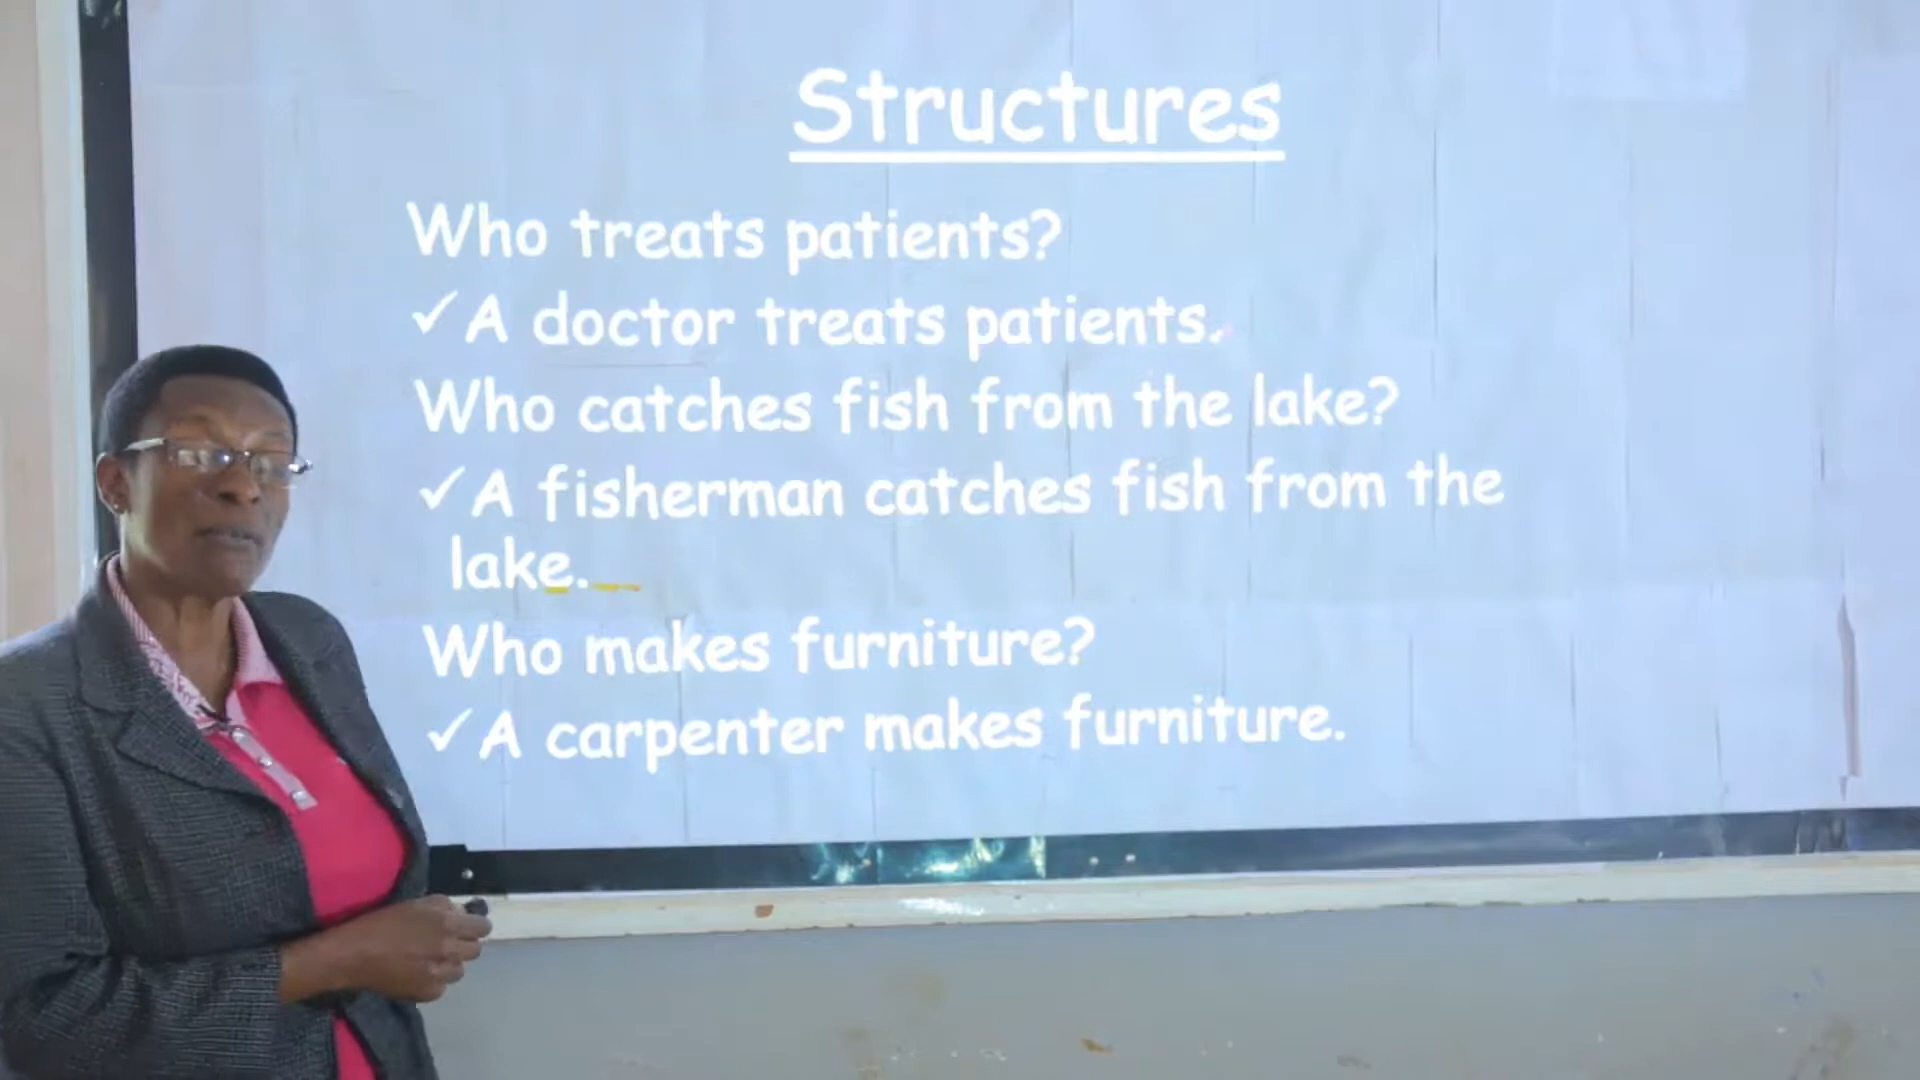 Structures
Who treats patients?
✓A doctor treats patients.
Who catches fish from the lake?
✓A fisherman catches fish from the
lake.
Who makes furniture?
✓A carpenter makes furniture.